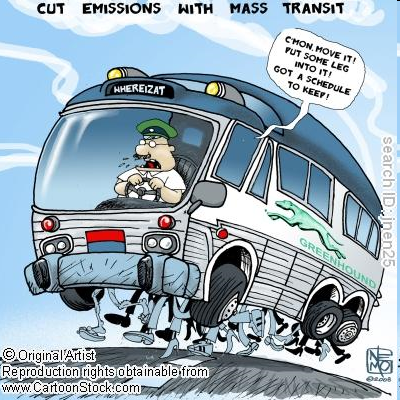 CUT EMISSIONS WITH MASS TRANSIT
C'MON, MOVE IT!
PUT SOME LEG
INTO IT!
GOT A SCHEDULE
TO KEEP!
WHEREIZAT
GREENHOUND
search ID: jnen25
NEMO
©2008
© Original Artist
Reproduction rights obtainable from
www.CartoonStock.com